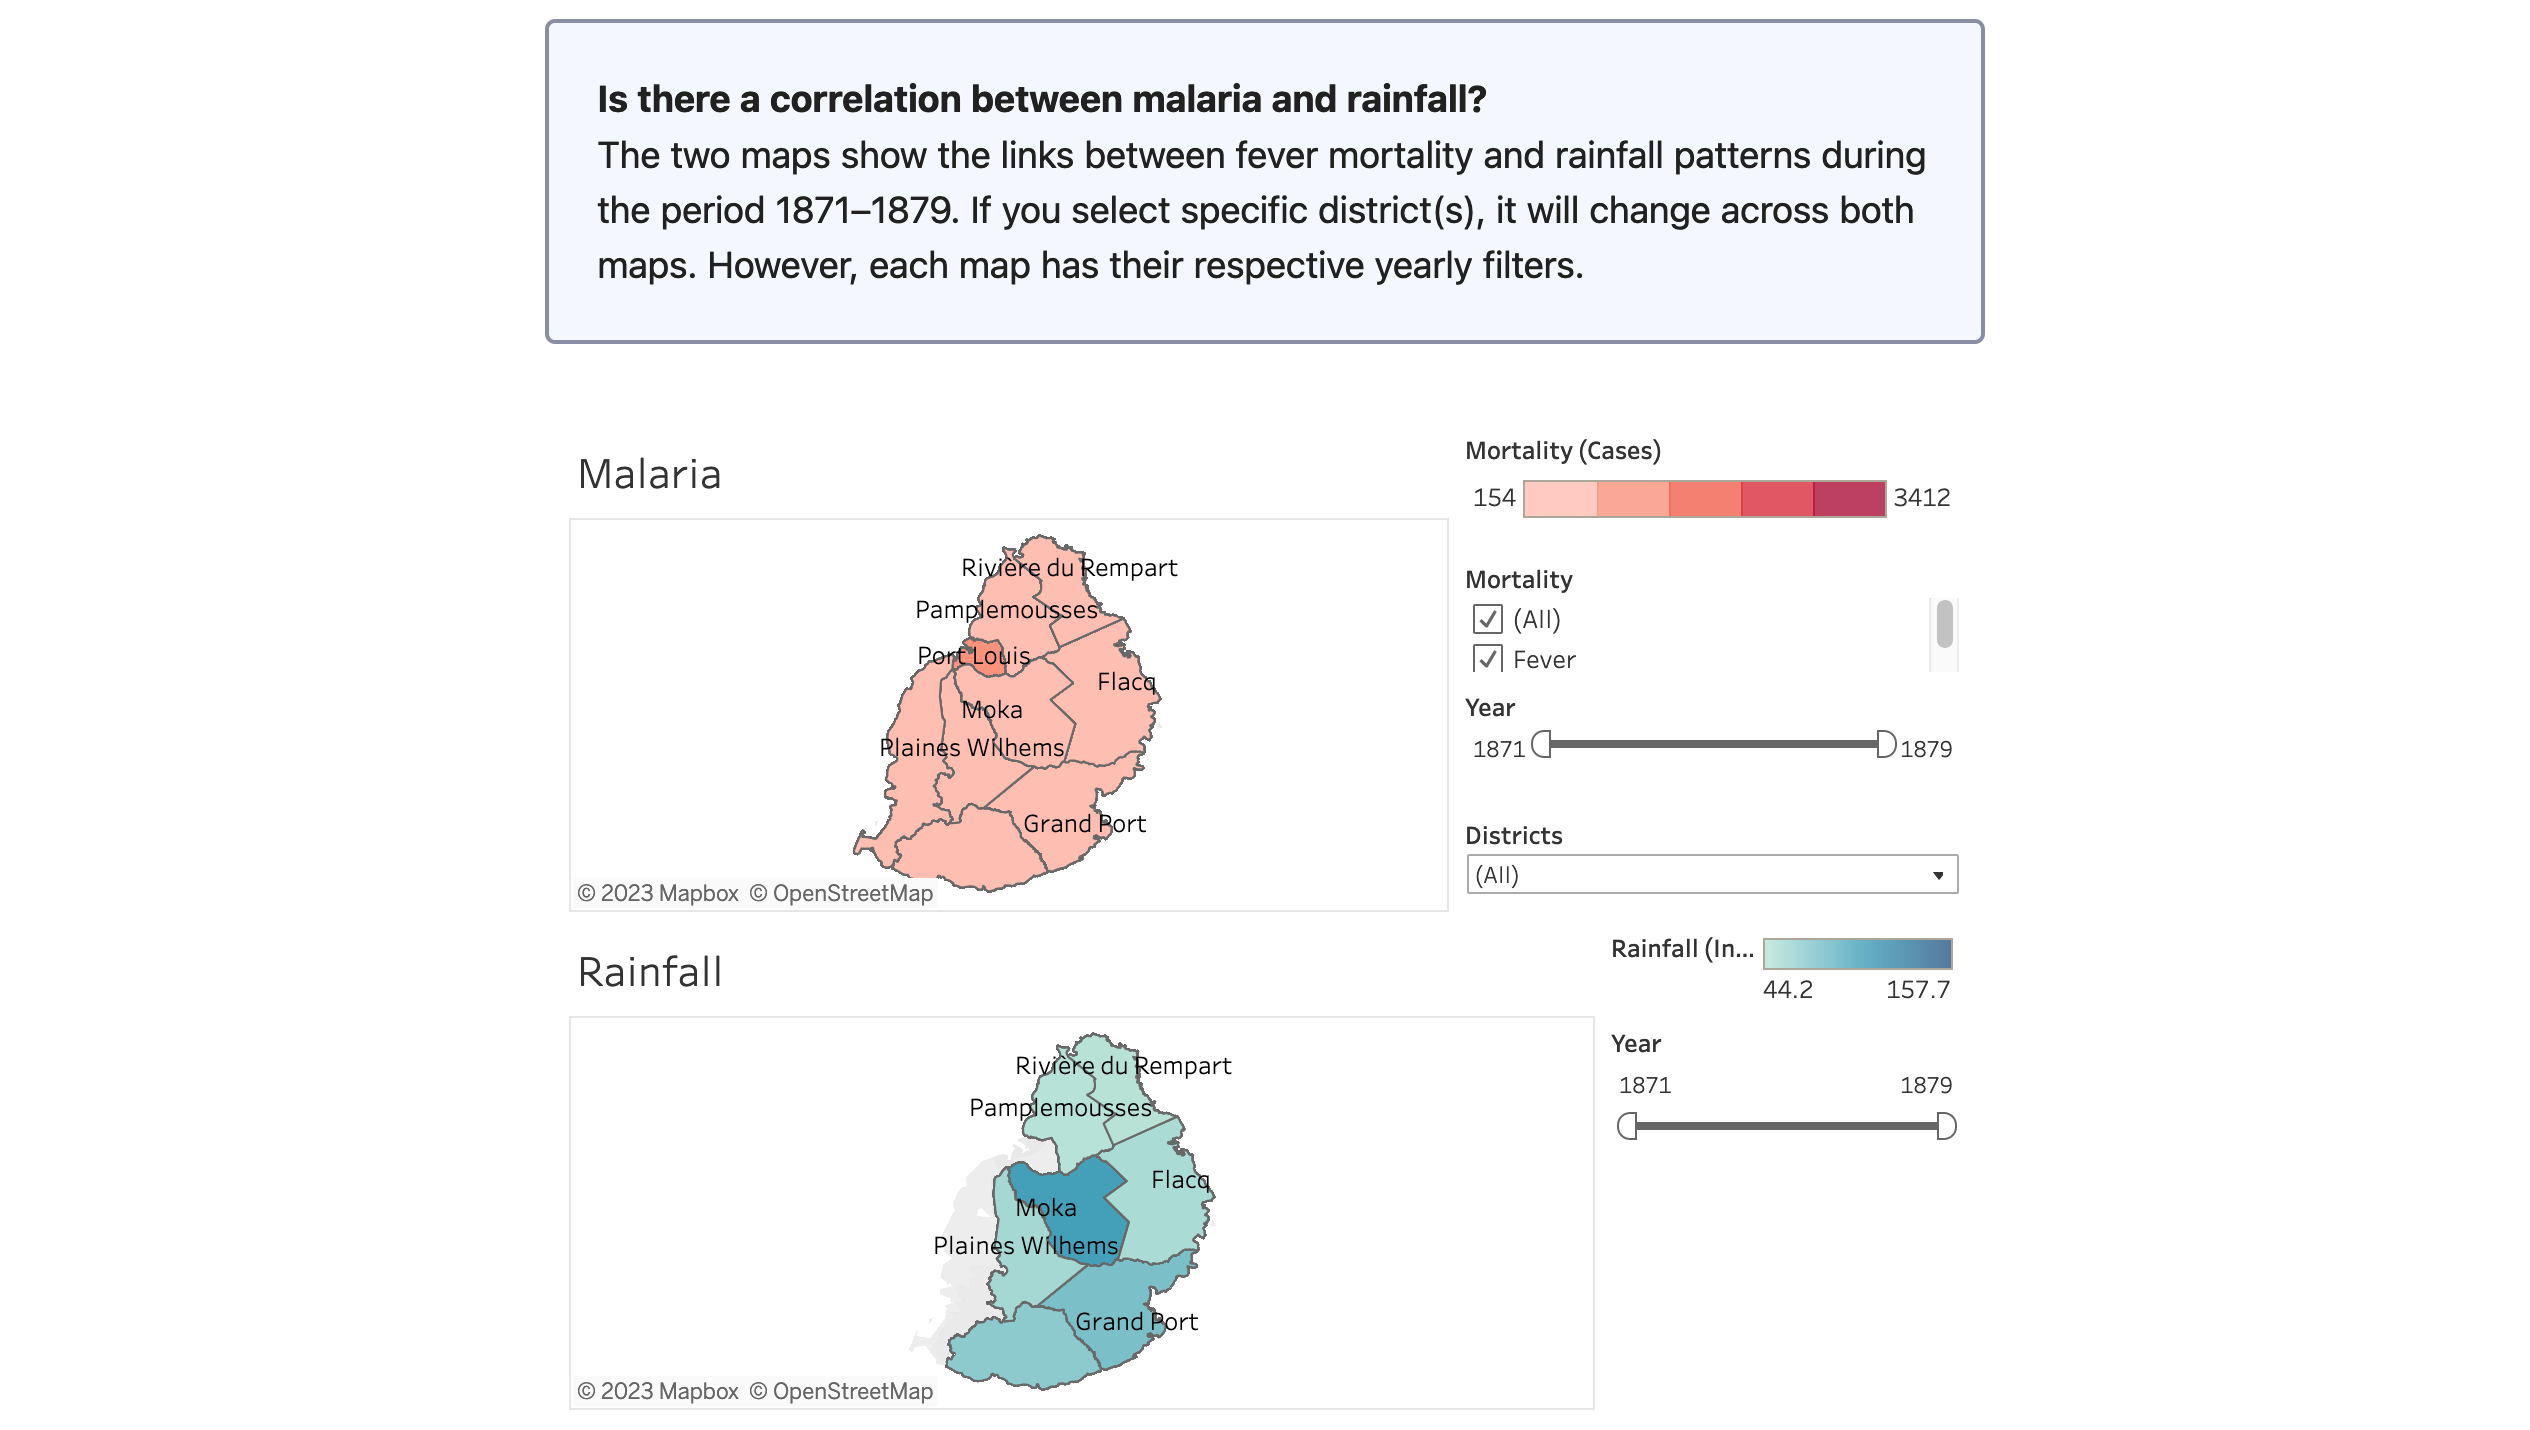 Is there a correlation between malaria and rainfall?
The two maps show the links between fever mortality and rainfall patterns during
the period 1871–1879. If you select specific district(s), it will change across both
maps. However, each map has their respective yearly filters.
Malaria
Rivière du Rempart
Pamplemousses
Port Louis
Flacq
Moka
Plaines Wilhems
Grand Port
© 2023 Mapbox © OpenStreetMap
Mortality (Cases)
154 3412
Mortality
(All)
Fever
Year
1871 1879
Districts
(All)
Rainfall
Rivière du Rempart
Pamplemousses
Flacq
Moka
Plaines Wilhems
Grand Port
© 2023 Mapbox © OpenStreetMap
Rainfall (In...
44.2 157.7
Year
1871 1879